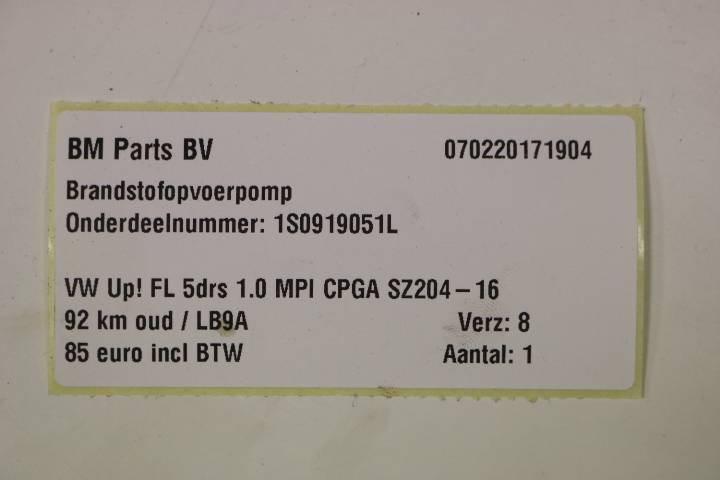 BM Parts BV 070220171904
Brandstofopvoerpomp
Onderdeelnummer: 1S0919051L
VW Up! FL 5drs 1.0 MPI CPGA SZ204 – 16
92 km oud / LB9A Verz: 8
85 euro incl BTW Aantal: 1